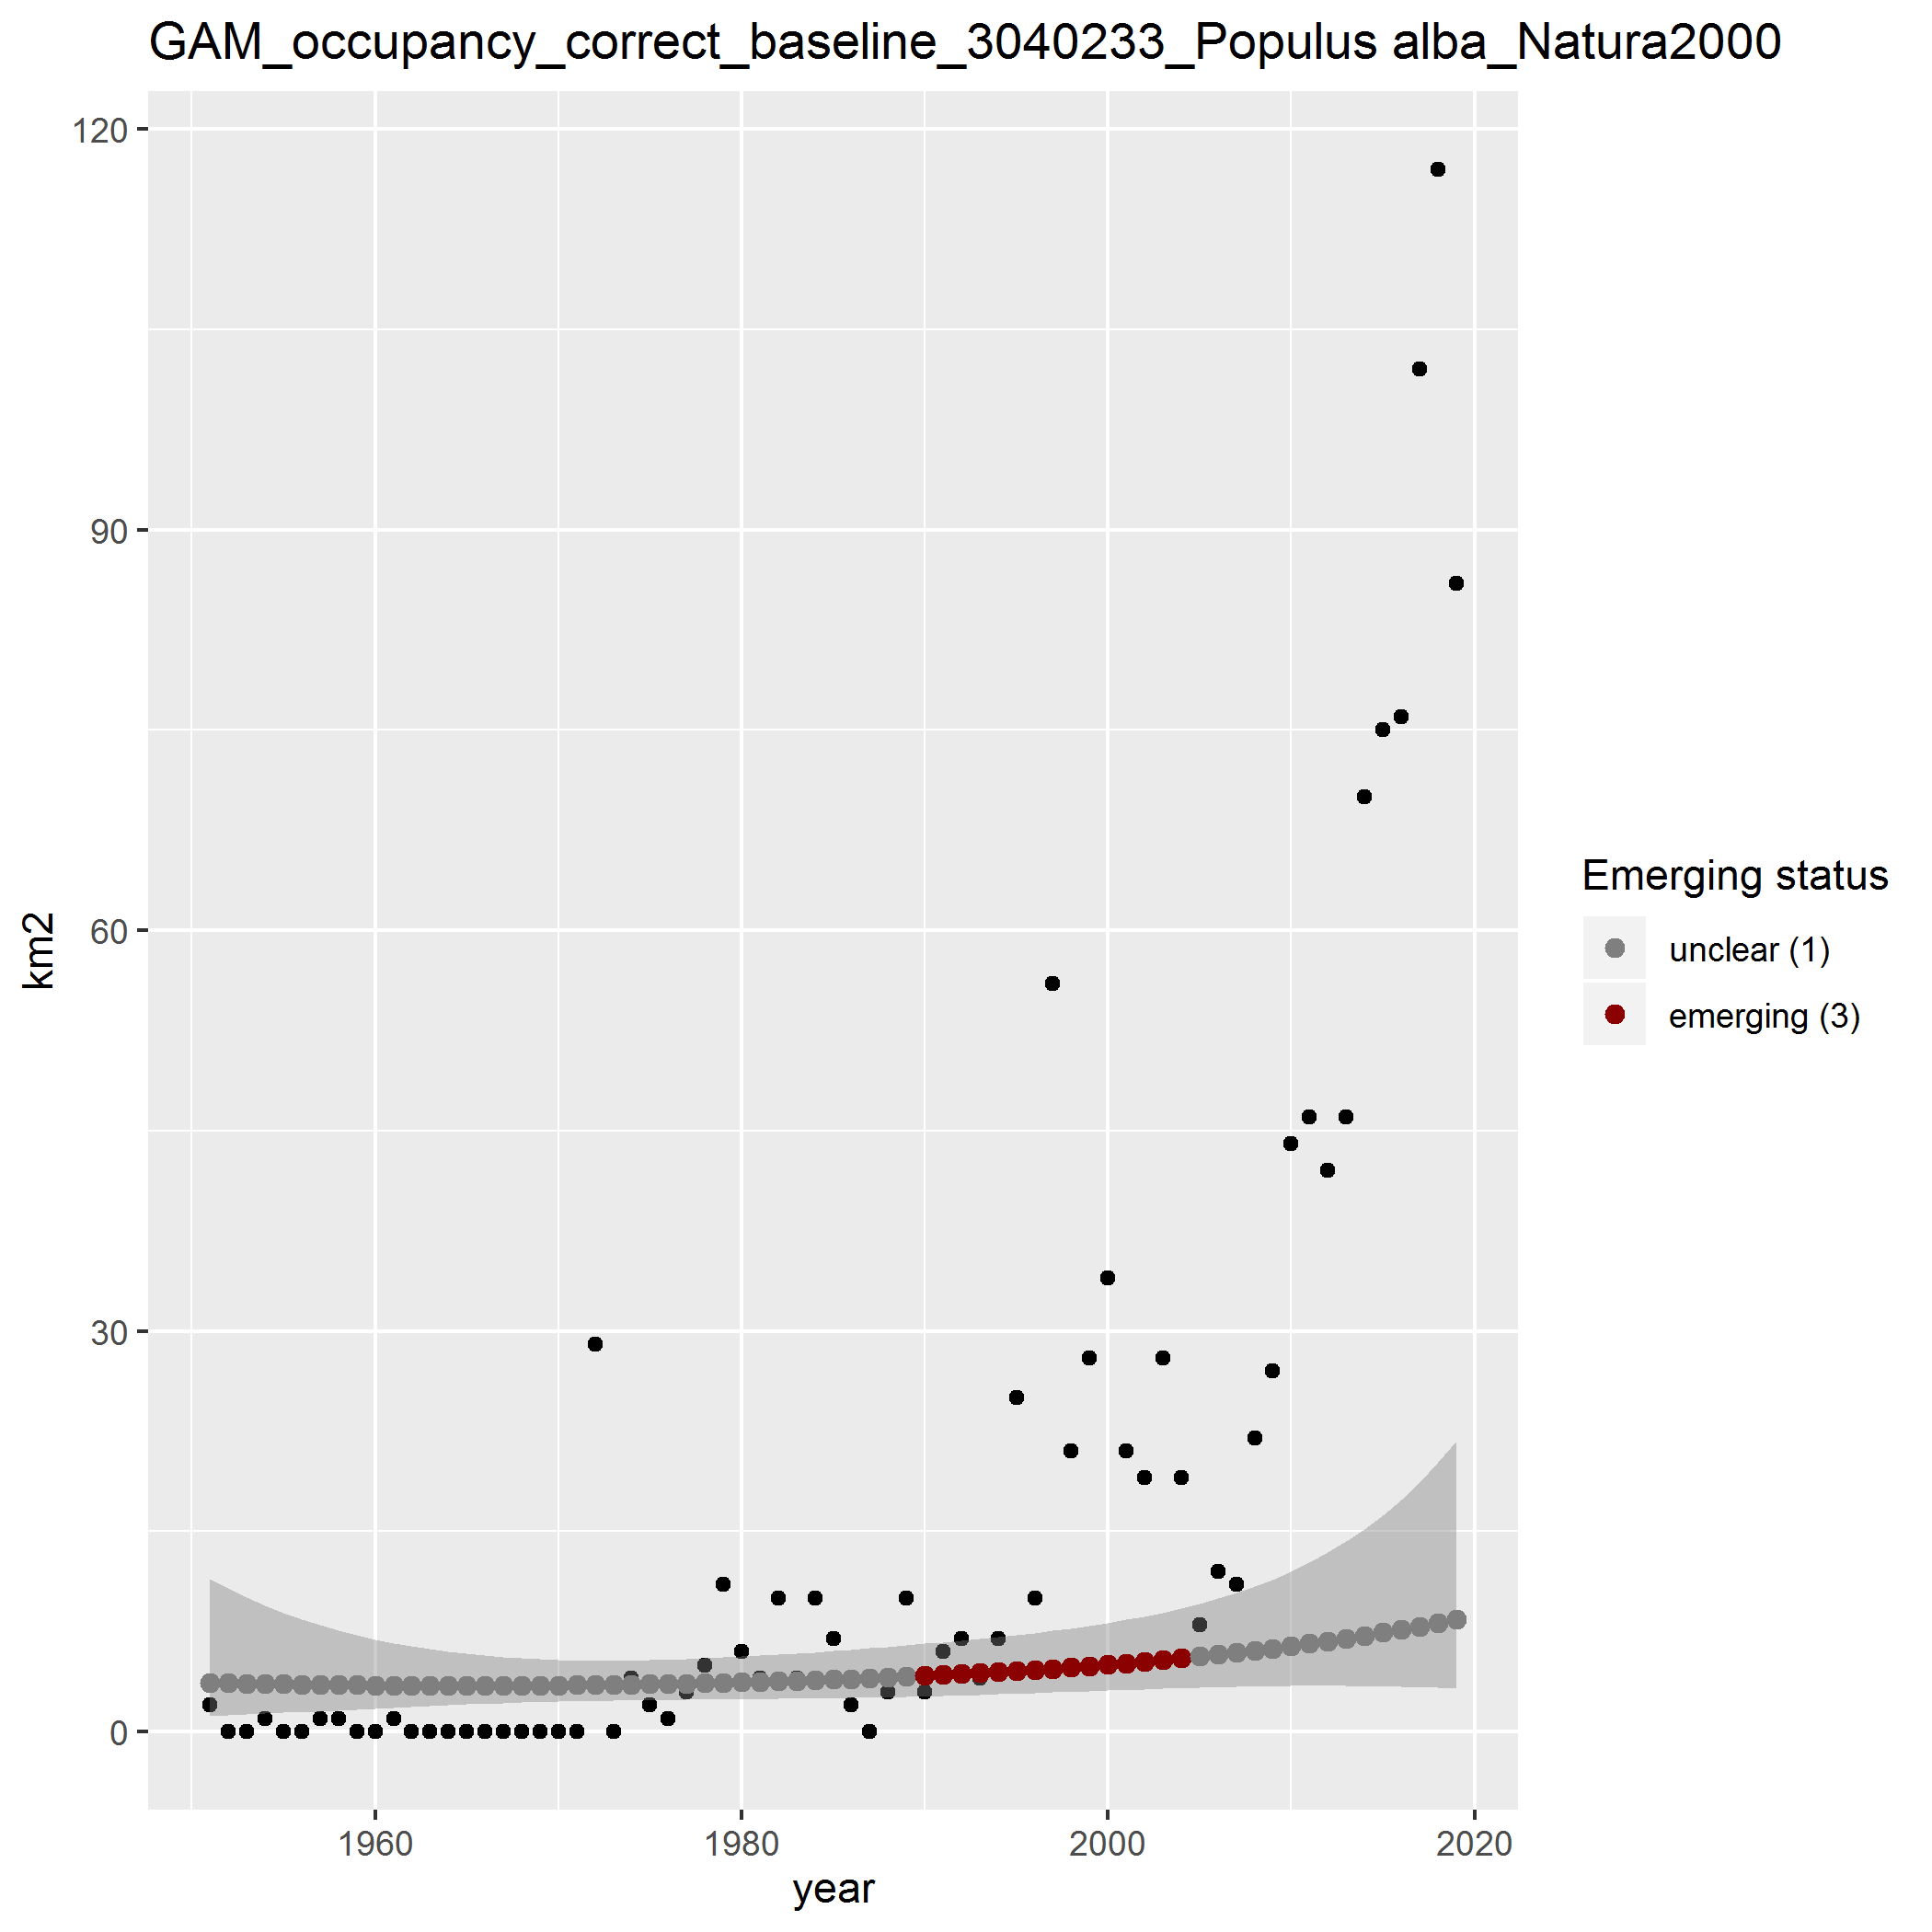 GAM_occupancy_correct_baseline_3040233_Populus alba_Natura2000
120
90
60
30
0
km2
1960
1980
2000
2020
year
Emerging status
unclear (1)
emerging (3)